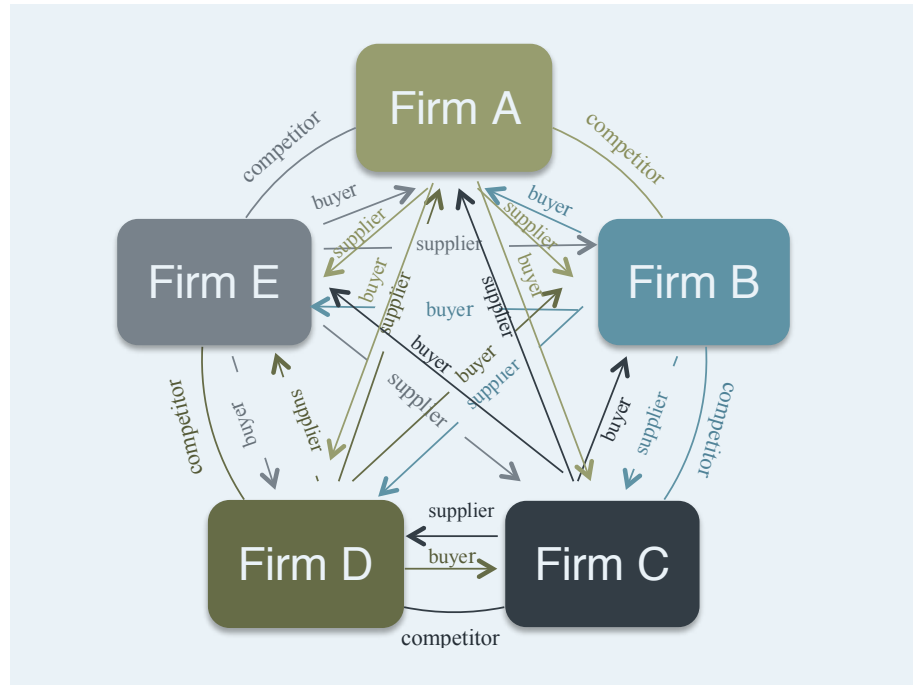 Firm A
competitor
competitor
buyer
buyer
supplier
supplier
supplier
Firm E
Firm B
buyer
buyer
supplier
supplier
buyer
buyer
buyer
supplier
supplier
competitor
buyer
supplier
buyer
supplier
competitor
supplier
Firm D
buyer
Firm C
competitor